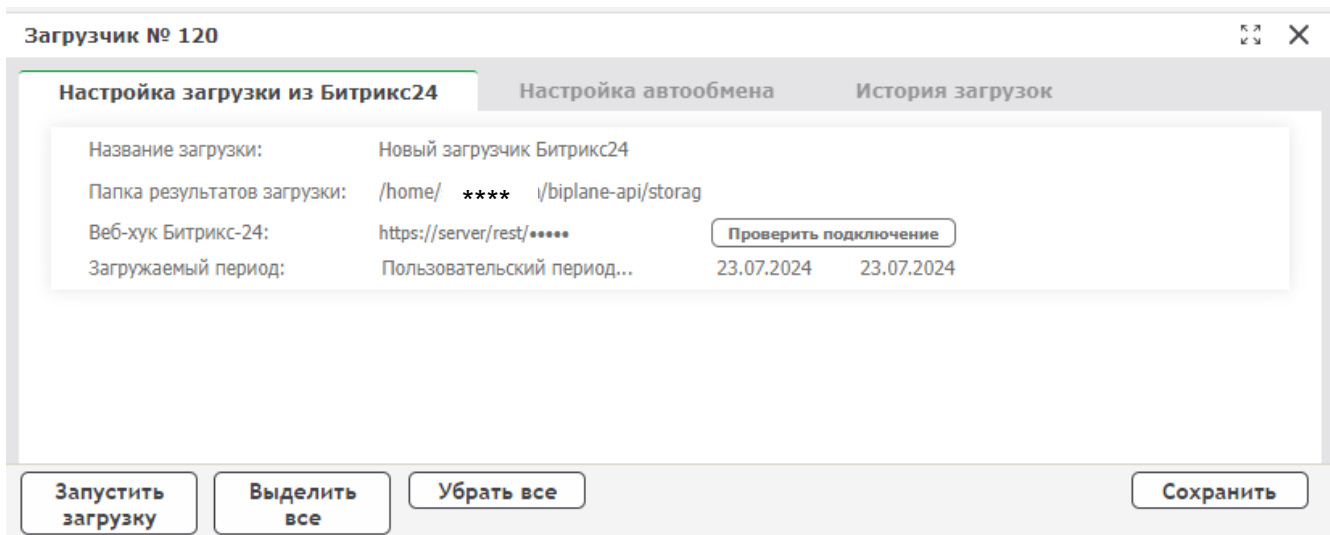 Загрузчик № 120
Настройка загрузки из Битрикс24 Настройка автообмена История загрузок
Название загрузки: Новый загрузчик Битрикс24
Папка результатов загрузки: /home/ **** /biplane-api/storag
Веб-хук Битрикс-24: https://server/rest/••••• Проверить подключение
Загружаемый период: Пользовательский период... 23.07.2024 23.07.2024
Запустить загрузку
Выделить все
Убрать все
Сохранить